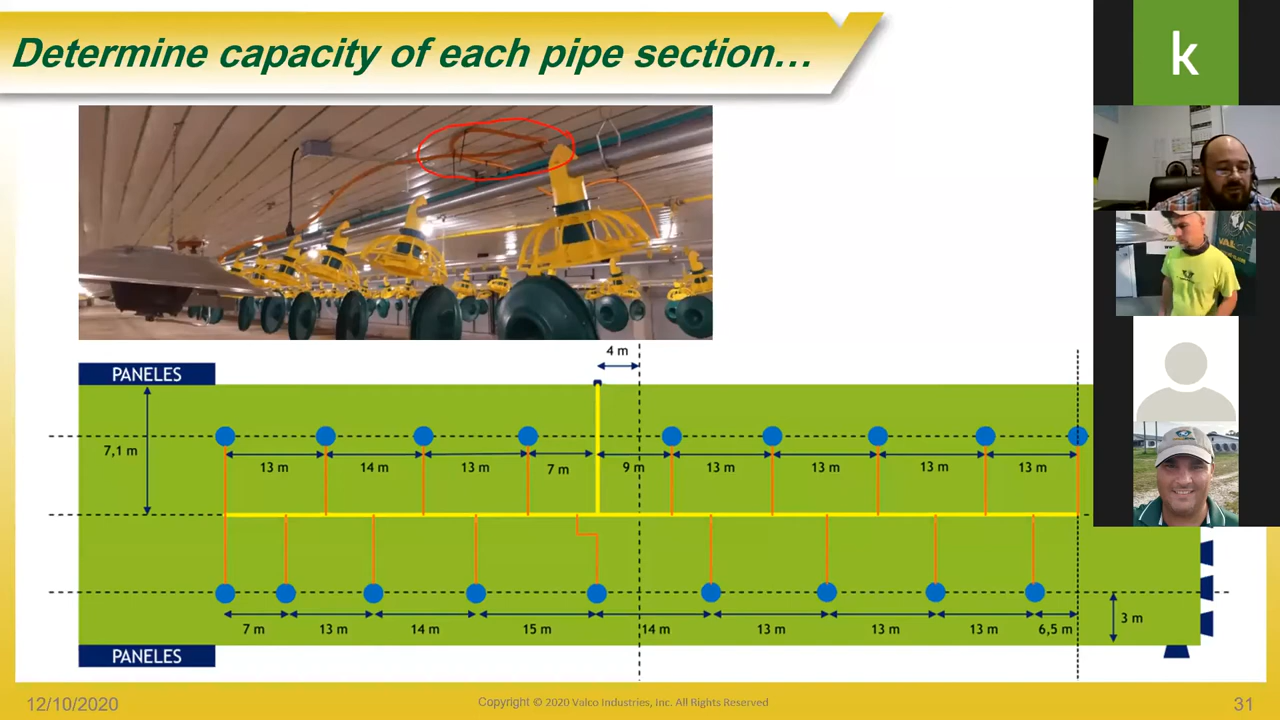 Determine capacity of each pipe section...
k
4 m
PANELES
7,1 m
13 m
14 m
13 m
7 m
9 m
13 m
13 m
13 m
13 m
7 m
13 m
14 m
15 m
14 m
13 m
13 m
13 m
6,5 m
3 m
PANELES
12/10/2020
Copyright © 2020 Valco Industries, Inc. All Rights Reserved
31